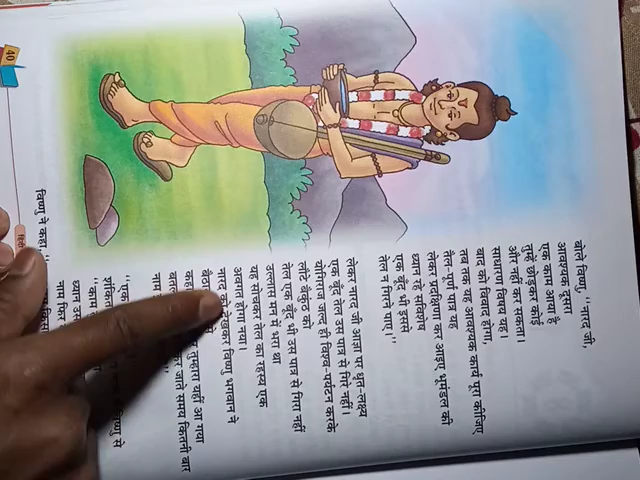 बोले विष्णु, "नारद जी,
आवश्यक दूसरा
एक काम आया है
तुम्हें छोड़कर कोई
और नहीं कर सकता।
साधारण विषय यह।
बाद को विवाद होगा,
तब तक यह आवश्यक कार्य पूरा कीजिए
तैल-पूर्ण पात्र यह
लेकर प्रदक्षिणा कर आइए भूमंडल की
ध्यान रहे सविशेष
एक बूँद भी इससे
तेल न गिरने पाए।"
लेकर नारद जी आज्ञा पर धृत-लक्ष्य
एक बूँद तेल उस पात्र से गिरे नहीं।
योगिराज जल्द ही विश्व-पर्यटन करके
लौटे बैकुंठ को
तेल एक बूँद भी उस पात्र से गिरा नहीं
उल्लास मन में भरा था
यह सोचकर तेल का रहस्य एक
अवगत होगा नया।
नारद को देखकर विष्णु भगवान ने
तुम्हारा यहीं आ गया
जाते समय कितनी बार
"एक
विष्णु ने कहा, "
40